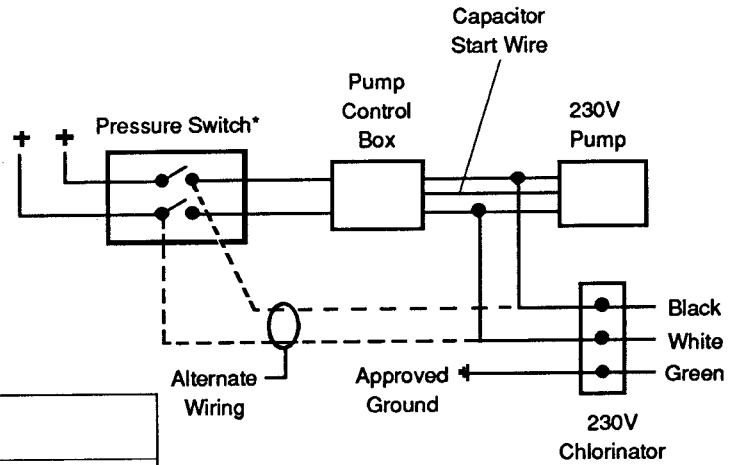 Capacitor
Start Wire
Pump
Control
Box
230V
Pump
+ +
Pressure Switch*
Black
White
Green
Alternate
Wiring
Approved
Ground
230V
Chlorinator